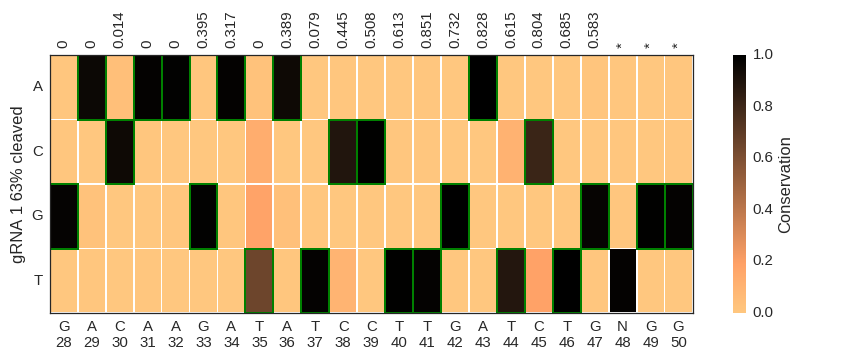 0 0 0.014 0 0 0.395 0.317 0 0.389 0.079 0.445 0.508 0.613 0.851 0.732 0.828 0.615 0.804 0.685 0.583 * * *
gRNA 1 63% cleaved
A
C
G
T
G A C A A G A T A T C C T T G A T C T G N G G
28 29 30 31 32 33 34 35 36 37 38 39 40 41 42 43 44 45 46 47 48 49 50
1.0
0.8
0.6
0.4
0.2
0.0
Conservation